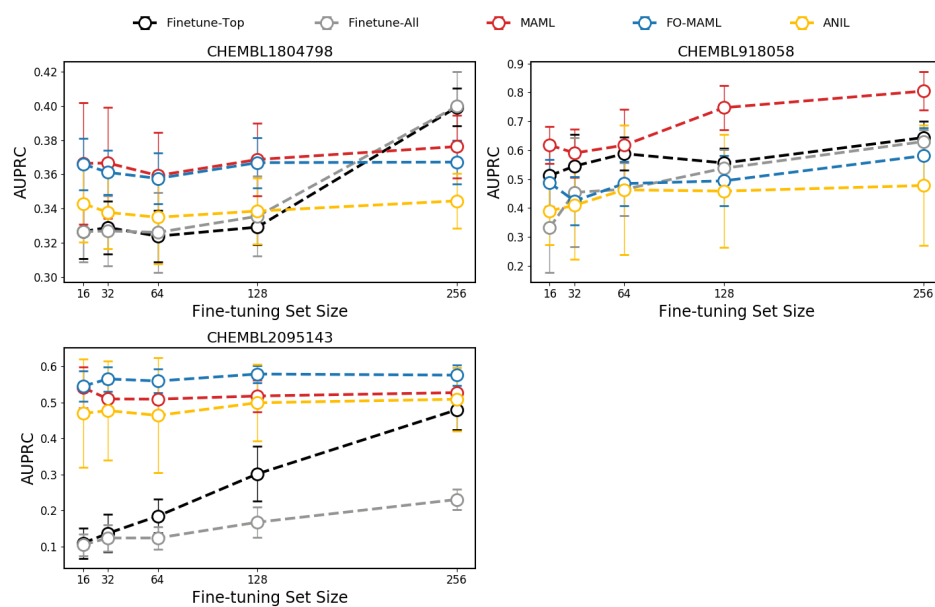 Finetune-Top Finetune-All MAML FO-MAML ANIL
CHEMBL1804798
AUPRC
0.42
0.40
0.38
0.36
0.34
0.32
0.30
16 32 64 128 256
Fine-tuning Set Size
CHEMBL918058
AUPRC
0.9
0.8
0.7
0.6
0.5
0.4
0.3
0.2
16 32 64 128 256
Fine-tuning Set Size
CHEMBL2095143
AUPRC
0.6
0.5
0.4
0.3
0.2
0.1
16 32 64 128 256
Fine-tuning Set Size